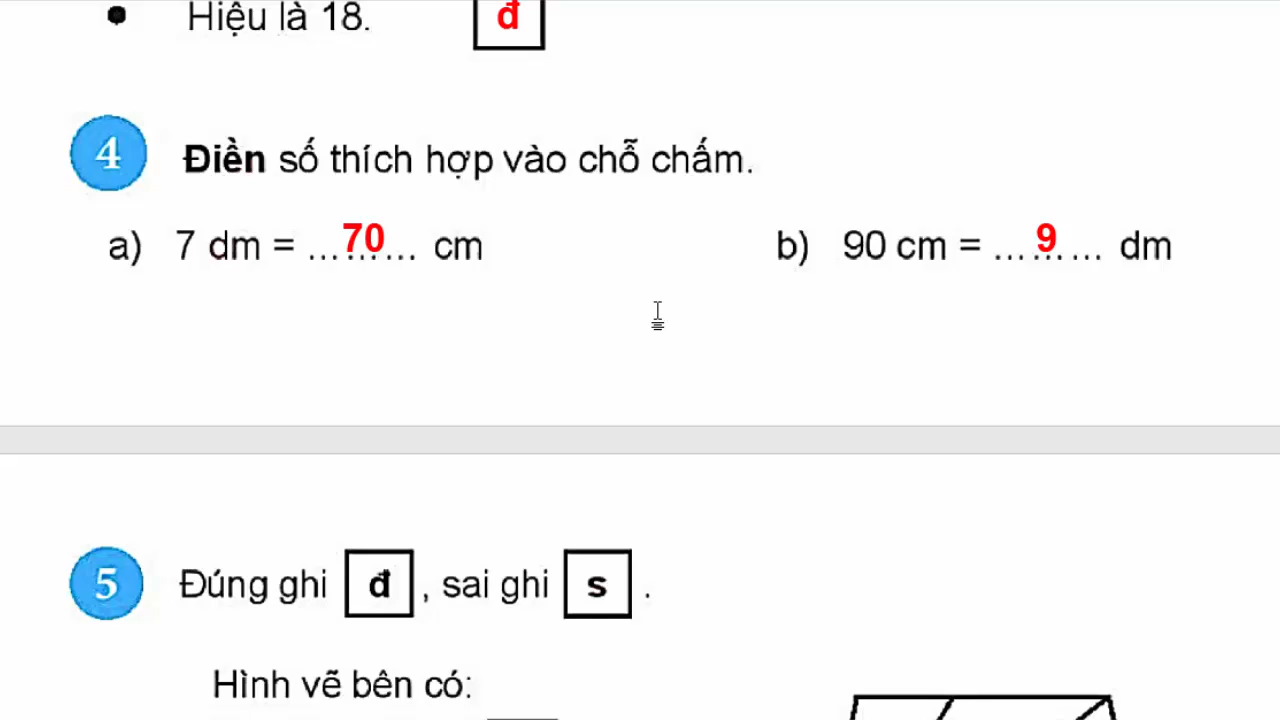 Hiệu là 18. đ
4 Điền số thích hợp vào chỗ chấm.
a) 7 dm = ...70... cm b) 90 cm = ...9... dm
5 Đúng ghi đ , sai ghi s .
Hình vẽ bên có: